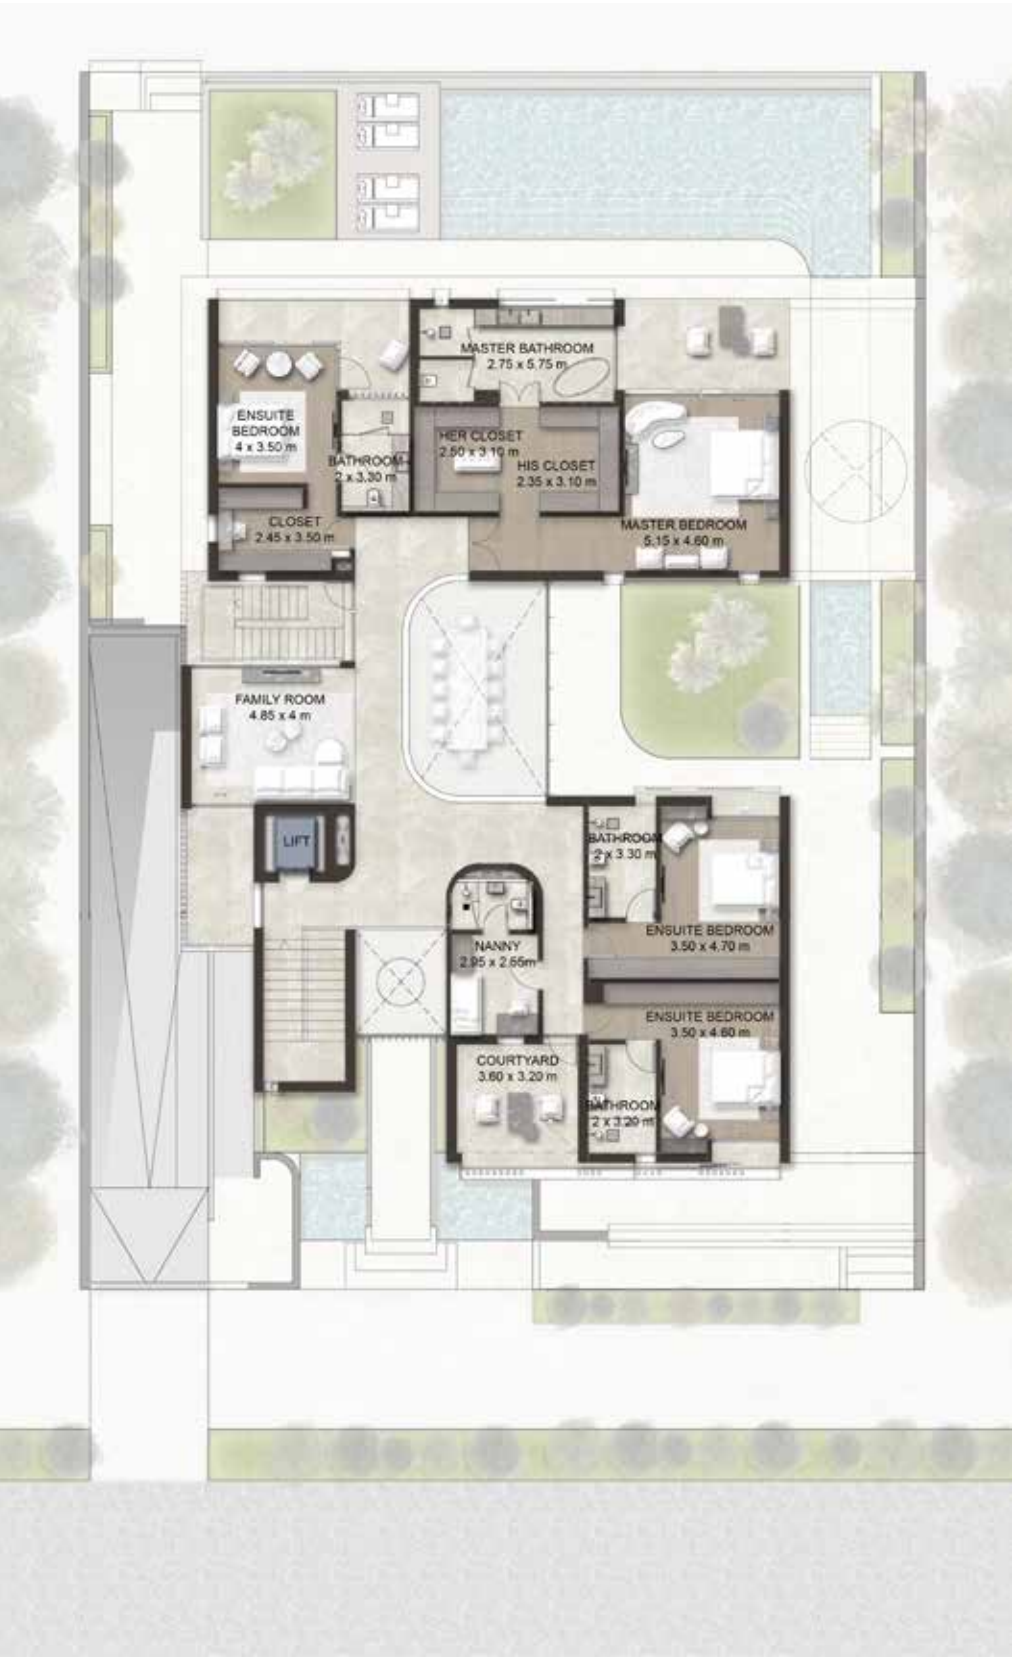 MASTER BATHROOM
2.75 x 5.75 m
ENSUITE
BEDROOM
4 x 3.50 m
BATHROOM
2 x 3.30 m
HER CLOSET
2.50 x 3.10 m
HIS CLOSET
2.35 x 3.10 m
CLOSET
2.45 x 3.50 m
MASTER BEDROOM
5.15 x 4.60 m
FAMILY ROOM
4.85 x 4 m
LIFT
BATHROOM
2 x 3.30 m
ENSUITE BEDROOM
3.50 x 4.70 m
NANNY
2.95 x 2.65m
ENSUITE BEDROOM
3.50 x 4.60 m
COURTYARD
3.60 x 3.20 m
BATHROOM
2 x 3.20 m